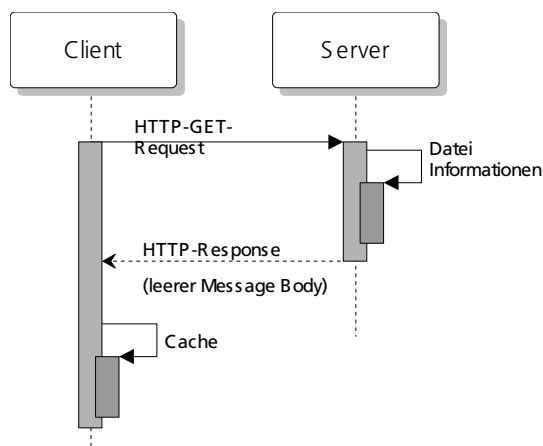 Client
Server
HTTP-GET-
Request
Datei
Informationen
HTTP-Response
(leerer Message Body)
Cache